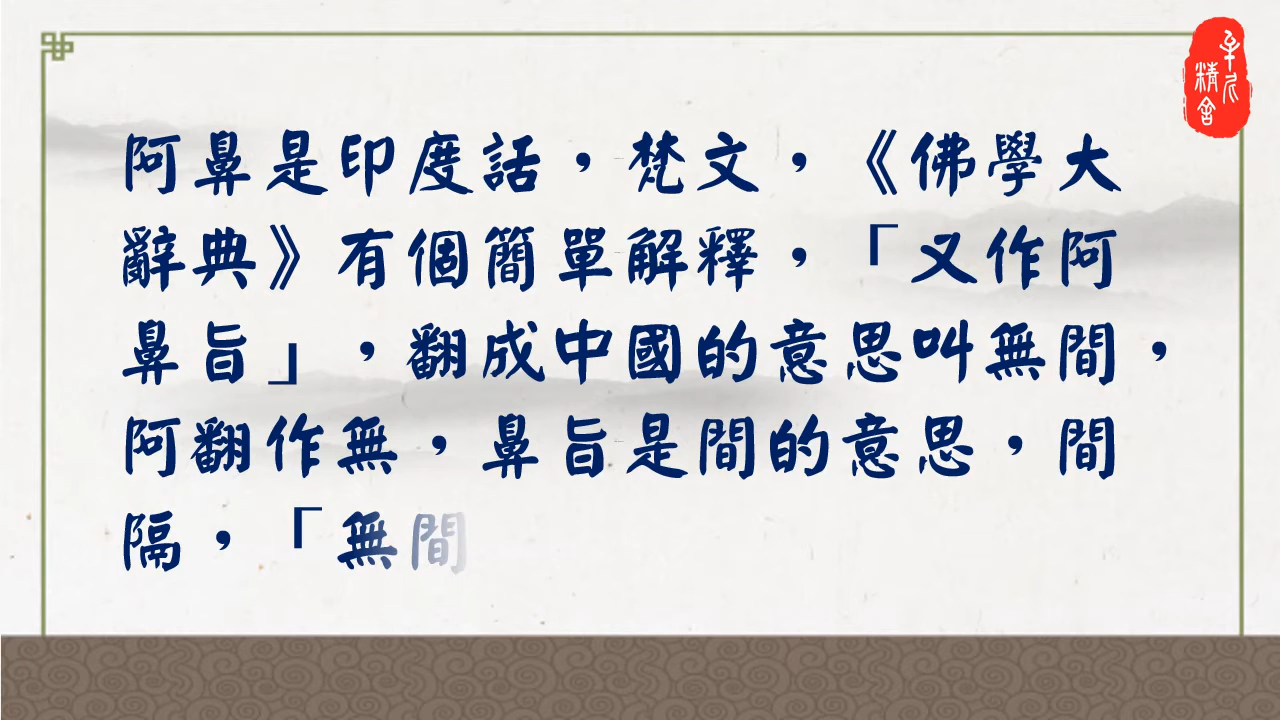 阿鼻是印度話，梵文，《佛學大
辭典》有個簡單解釋，「又作阿
鼻旨」，翻成中國的意思叫無間，
阿翻作無，鼻旨是間的意思，間
隔，「無間
精舍